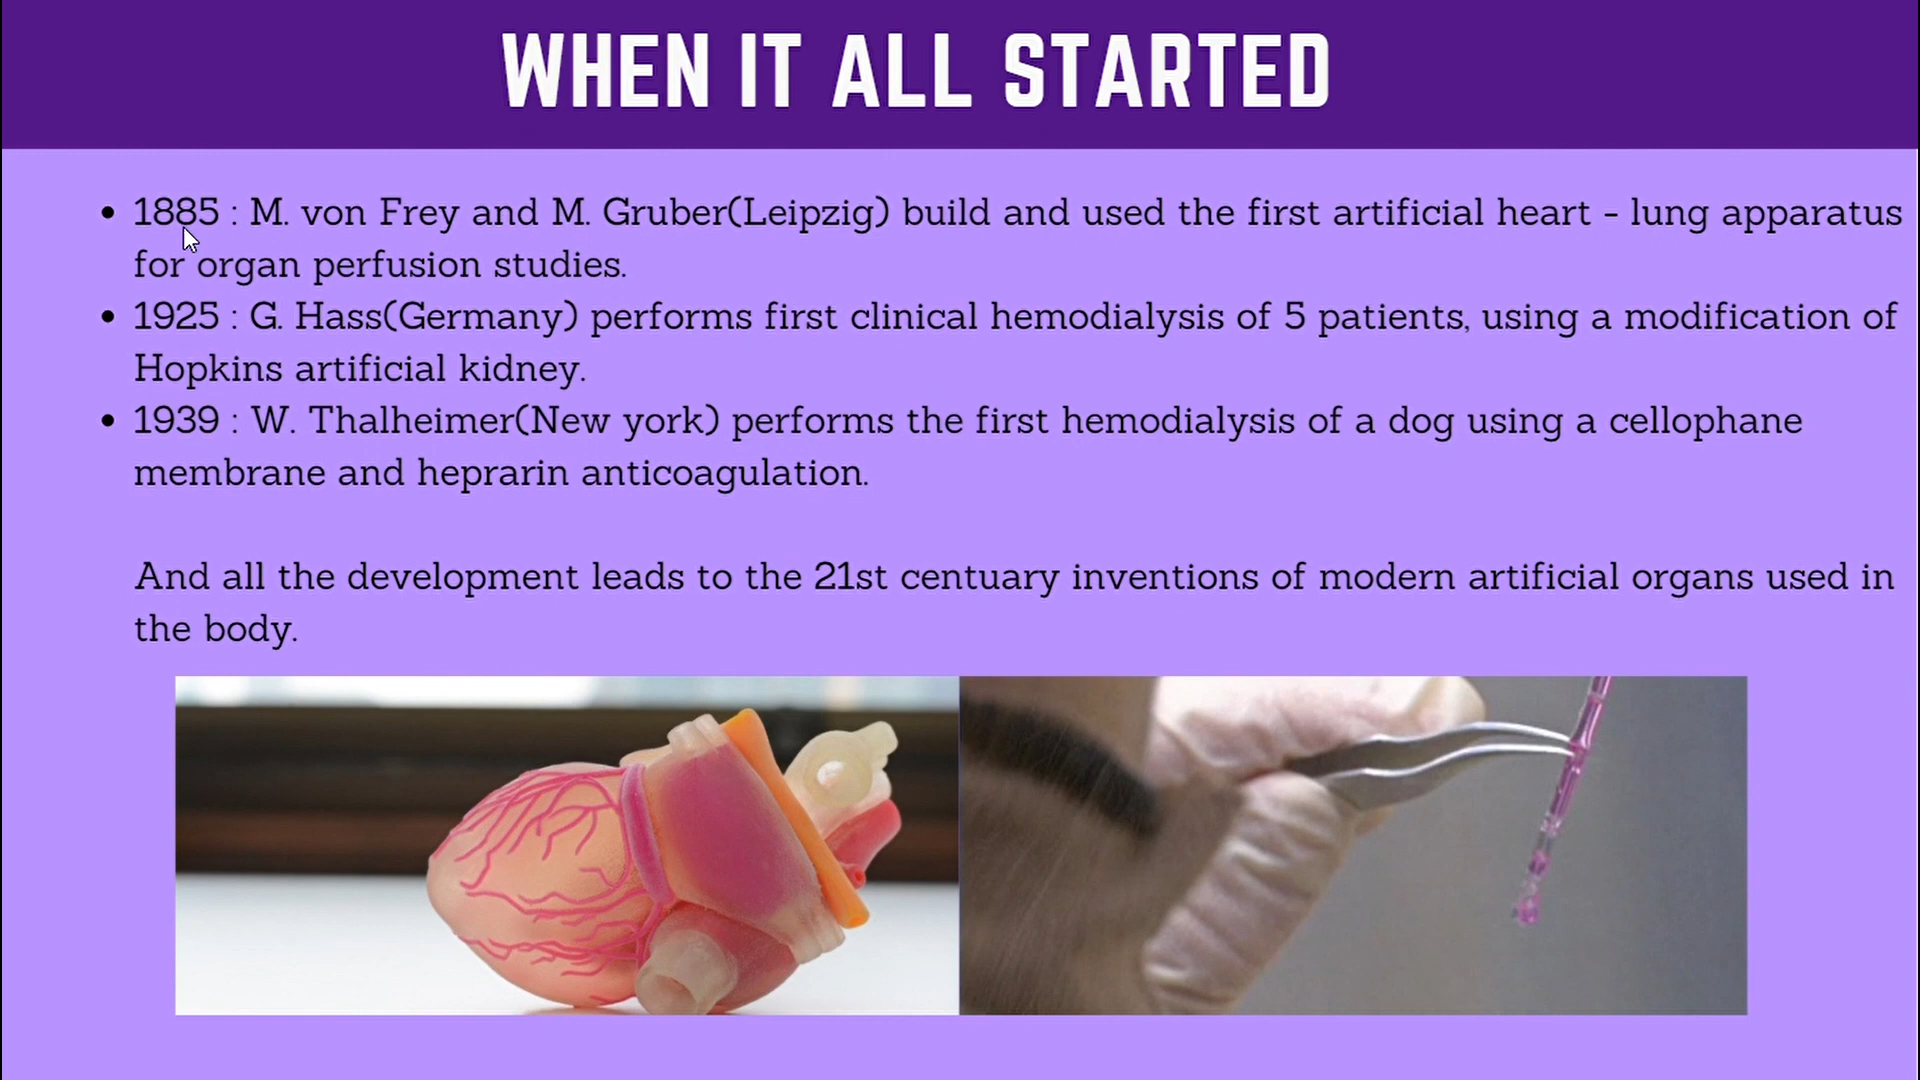 WHEN IT ALL STARTED
• 1885 : M. von Frey and M. Gruber(Leipzig) build and used the first artificial heart - lung apparatus
for organ perfusion studies.
• 1925 : G. Hass(Germany) performs first clinical hemodialysis of 5 patients, using a modification of
Hopkins artificial kidney.
• 1939 : W. Thalheimer(New york) performs the first hemodialysis of a dog using a cellophane
membrane and heprarin anticoagulation.
And all the development leads to the 21st centuary inventions of modern artificial organs used in
the body.